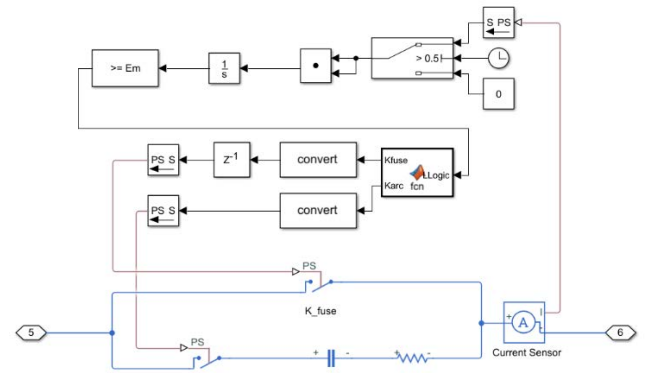 S PS
>= Em
1
s
> 0.5
0
PS S
z-1
convert
Kfuse
LLogic
Karc
fcn
PS S
convert
PS
K_fuse
5
+
A
I
-
6
Current Sensor
PS
+
-
+
-